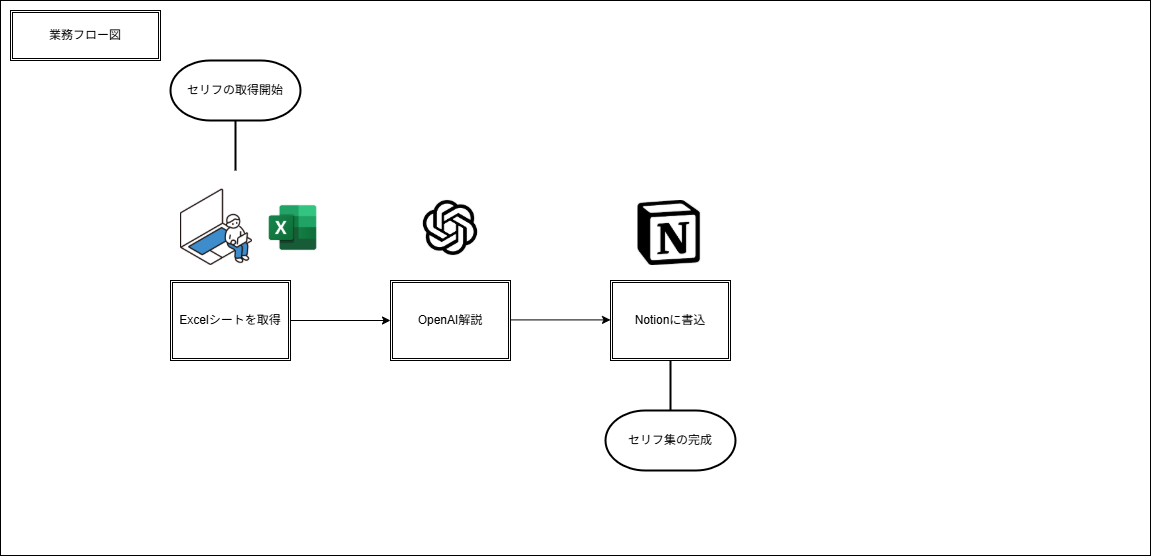 業務フロー図
セリフの取得開始
X
N
Excelシートを取得
OpenAI解説
Notionに書込
セリフ集の完成